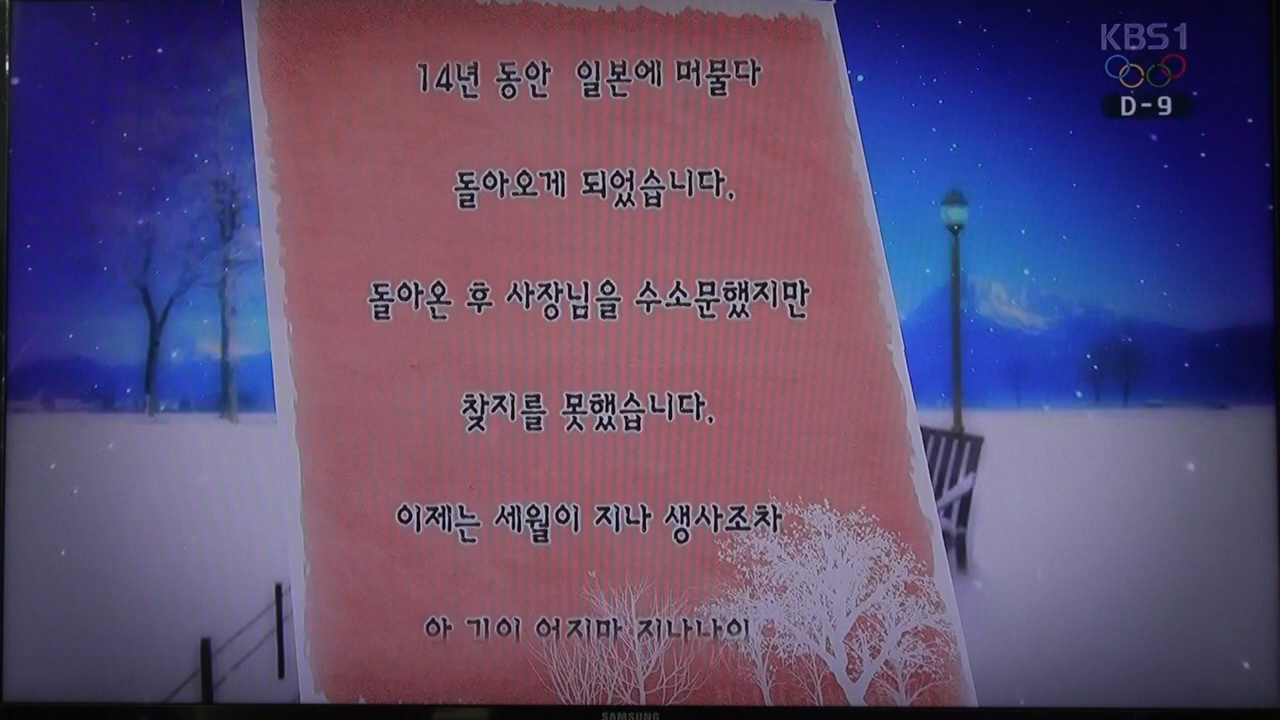 KBS1
D-9
14년 동안 일본에 머물다
돌아오게 되었습니다.
돌아온 후 사장님을 수소문했지만
찾지를 못했습니다.
이제는 세월이 지나 생사조차
SAMSUNG